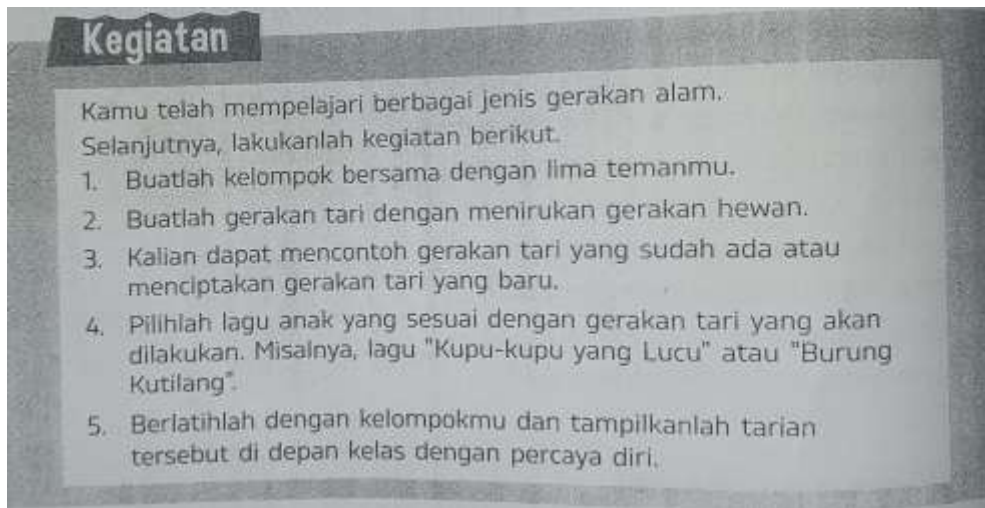 Kegiatan
Kamu telah mempelajari berbagai jenis gerakan alam.
Selanjutnya, lakukanlah kegiatan berikut.
1. Buatlah kelompok bersama dengan lima temanmu.
2. Buatlah gerakan tari dengan menirukan gerakan hewan.
3. Kalian dapat mencontoh gerakan tari yang sudah ada atau
menciptakan gerakan tari yang baru.
4. Pilihlah lagu anak yang sesuai dengan gerakan tari yang akan
dilakukan. Misalnya, lagu "Kupu-kupu yang Lucu" atau "Burung
Kutilang".
5. Berlatihlah dengan kelompokmu dan tampilkanlah tarian
tersebut di depan kelas dengan percaya diri.